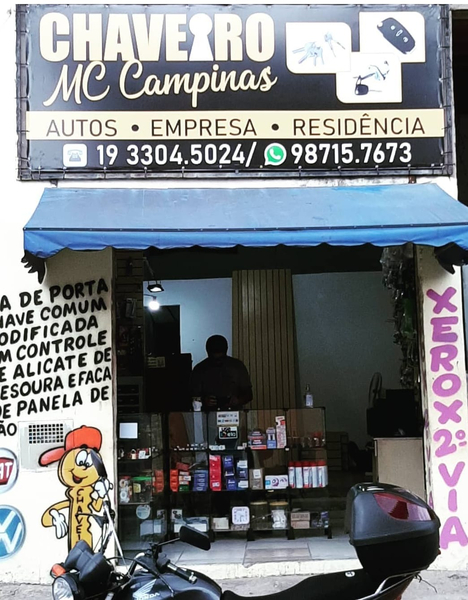 CHAVEIRO
MC Campinas
AUTOS • EMPRESA • RESIDÊNCIA
19 3304.5024/ 98715.7673
A DE PORTA
HAVE COMUM
ODIFICADA
M CONTROLE
E ALICATE DE
ESOURA E FACA
DE PANELA DE
ÃO
XEROX 2ª VIA
CHAVEI